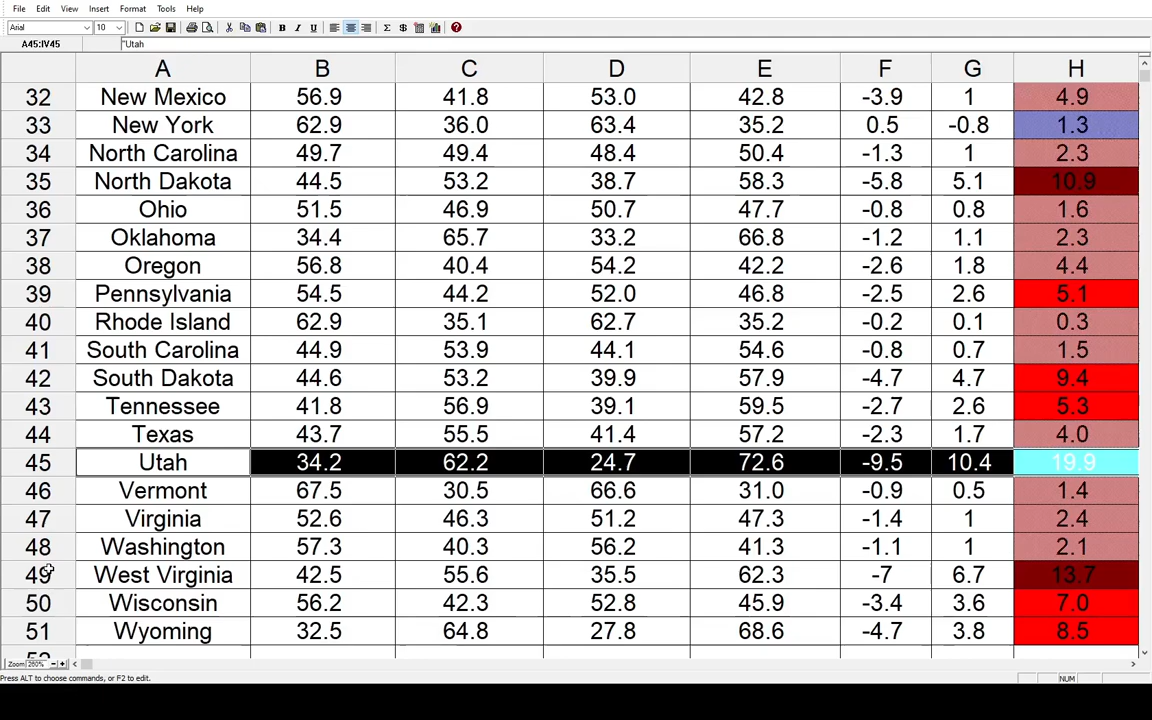 File Edit View Insert Format Tools Help
Arial 10 B I U Σ $ ?
A45:IV45 "Utah
A B C D E F G H
32 New Mexico 56.9 41.8 53.0 42.8 -3.9 1 4.9
33 New York 62.9 36.0 63.4 35.2 0.5 -0.8 1.3
34 North Carolina 49.7 49.4 48.4 50.4 -1.3 1 2.3
35 North Dakota 44.5 53.2 38.7 58.3 -5.8 5.1 10.9
36 Ohio 51.5 46.9 50.7 47.7 -0.8 0.8 1.6
37 Oklahoma 34.4 65.7 33.2 66.8 -1.2 1.1 2.3
38 Oregon 56.8 40.4 54.2 42.2 -2.6 1.8 4.4
39 Pennsylvania 54.5 44.2 52.0 46.8 -2.5 2.6 5.1
40 Rhode Island 62.9 35.1 62.7 35.2 -0.2 0.1 0.3
41 South Carolina 44.9 53.9 44.1 54.6 -0.8 0.7 1.5
42 South Dakota 44.6 53.2 39.9 57.9 -4.7 4.7 9.4
43 Tennessee 41.8 56.9 39.1 59.5 -2.7 2.6 5.3
44 Texas 43.7 55.5 41.4 57.2 -2.3 1.7 4.0
45 Utah 34.2 62.2 24.7 72.6 -9.5 10.4 19.9
46 Vermont 67.5 30.5 66.6 31.0 -0.9 0.5 1.4
47 Virginia 52.6 46.3 51.2 47.3 -1.4 1 2.4
48 Washington 57.3 40.3 56.2 41.3 -1.1 1 2.1
49 West Virginia 42.5 55.6 35.5 62.3 -7 6.7 13.7
50 Wisconsin 56.2 42.3 52.8 45.9 -3.4 3.6 7.0
51 Wyoming 32.5 64.8 27.8 68.6 -4.7 3.8 8.5
52
Zoom 260% - +
Press ALT to choose commands, or F2 to edit. NUM